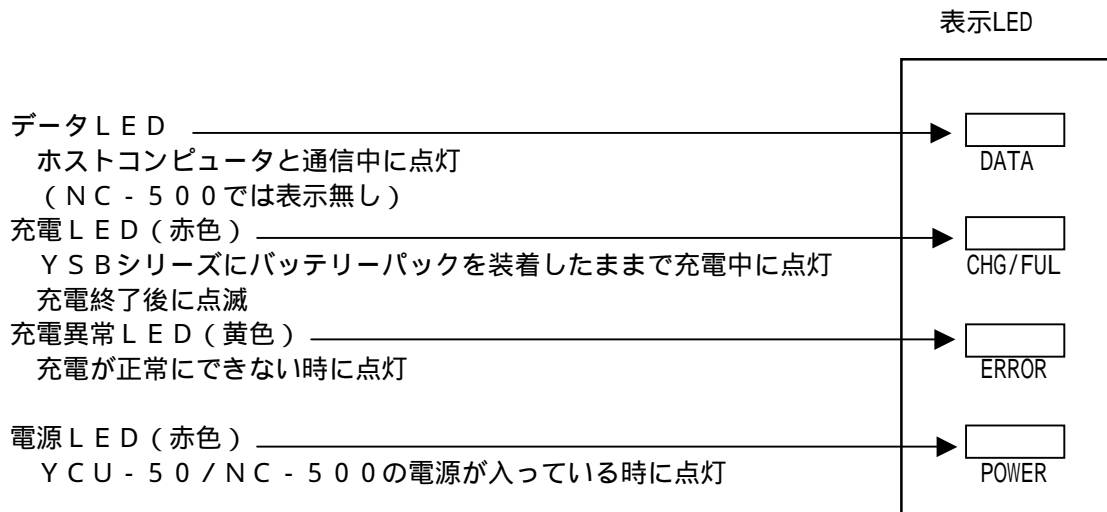 表示LED
データＬＥＤ
DATA
ホストコンピュータと通信中に点灯
（ＮＣ‐５００では表示無し）
充電ＬＥＤ（赤色）
CHG/FUL
ＹＳＢシリーズにバッテリーパックを装着したままで充電中に点灯
充電終了後に点滅
充電異常ＬＥＤ（黄色）
ERROR
充電が正常にできない時に点灯
電源ＬＥＤ（赤色）
POWER
ＹＣＵ‐５０／ＮＣ‐５００の電源が入っている時に点灯